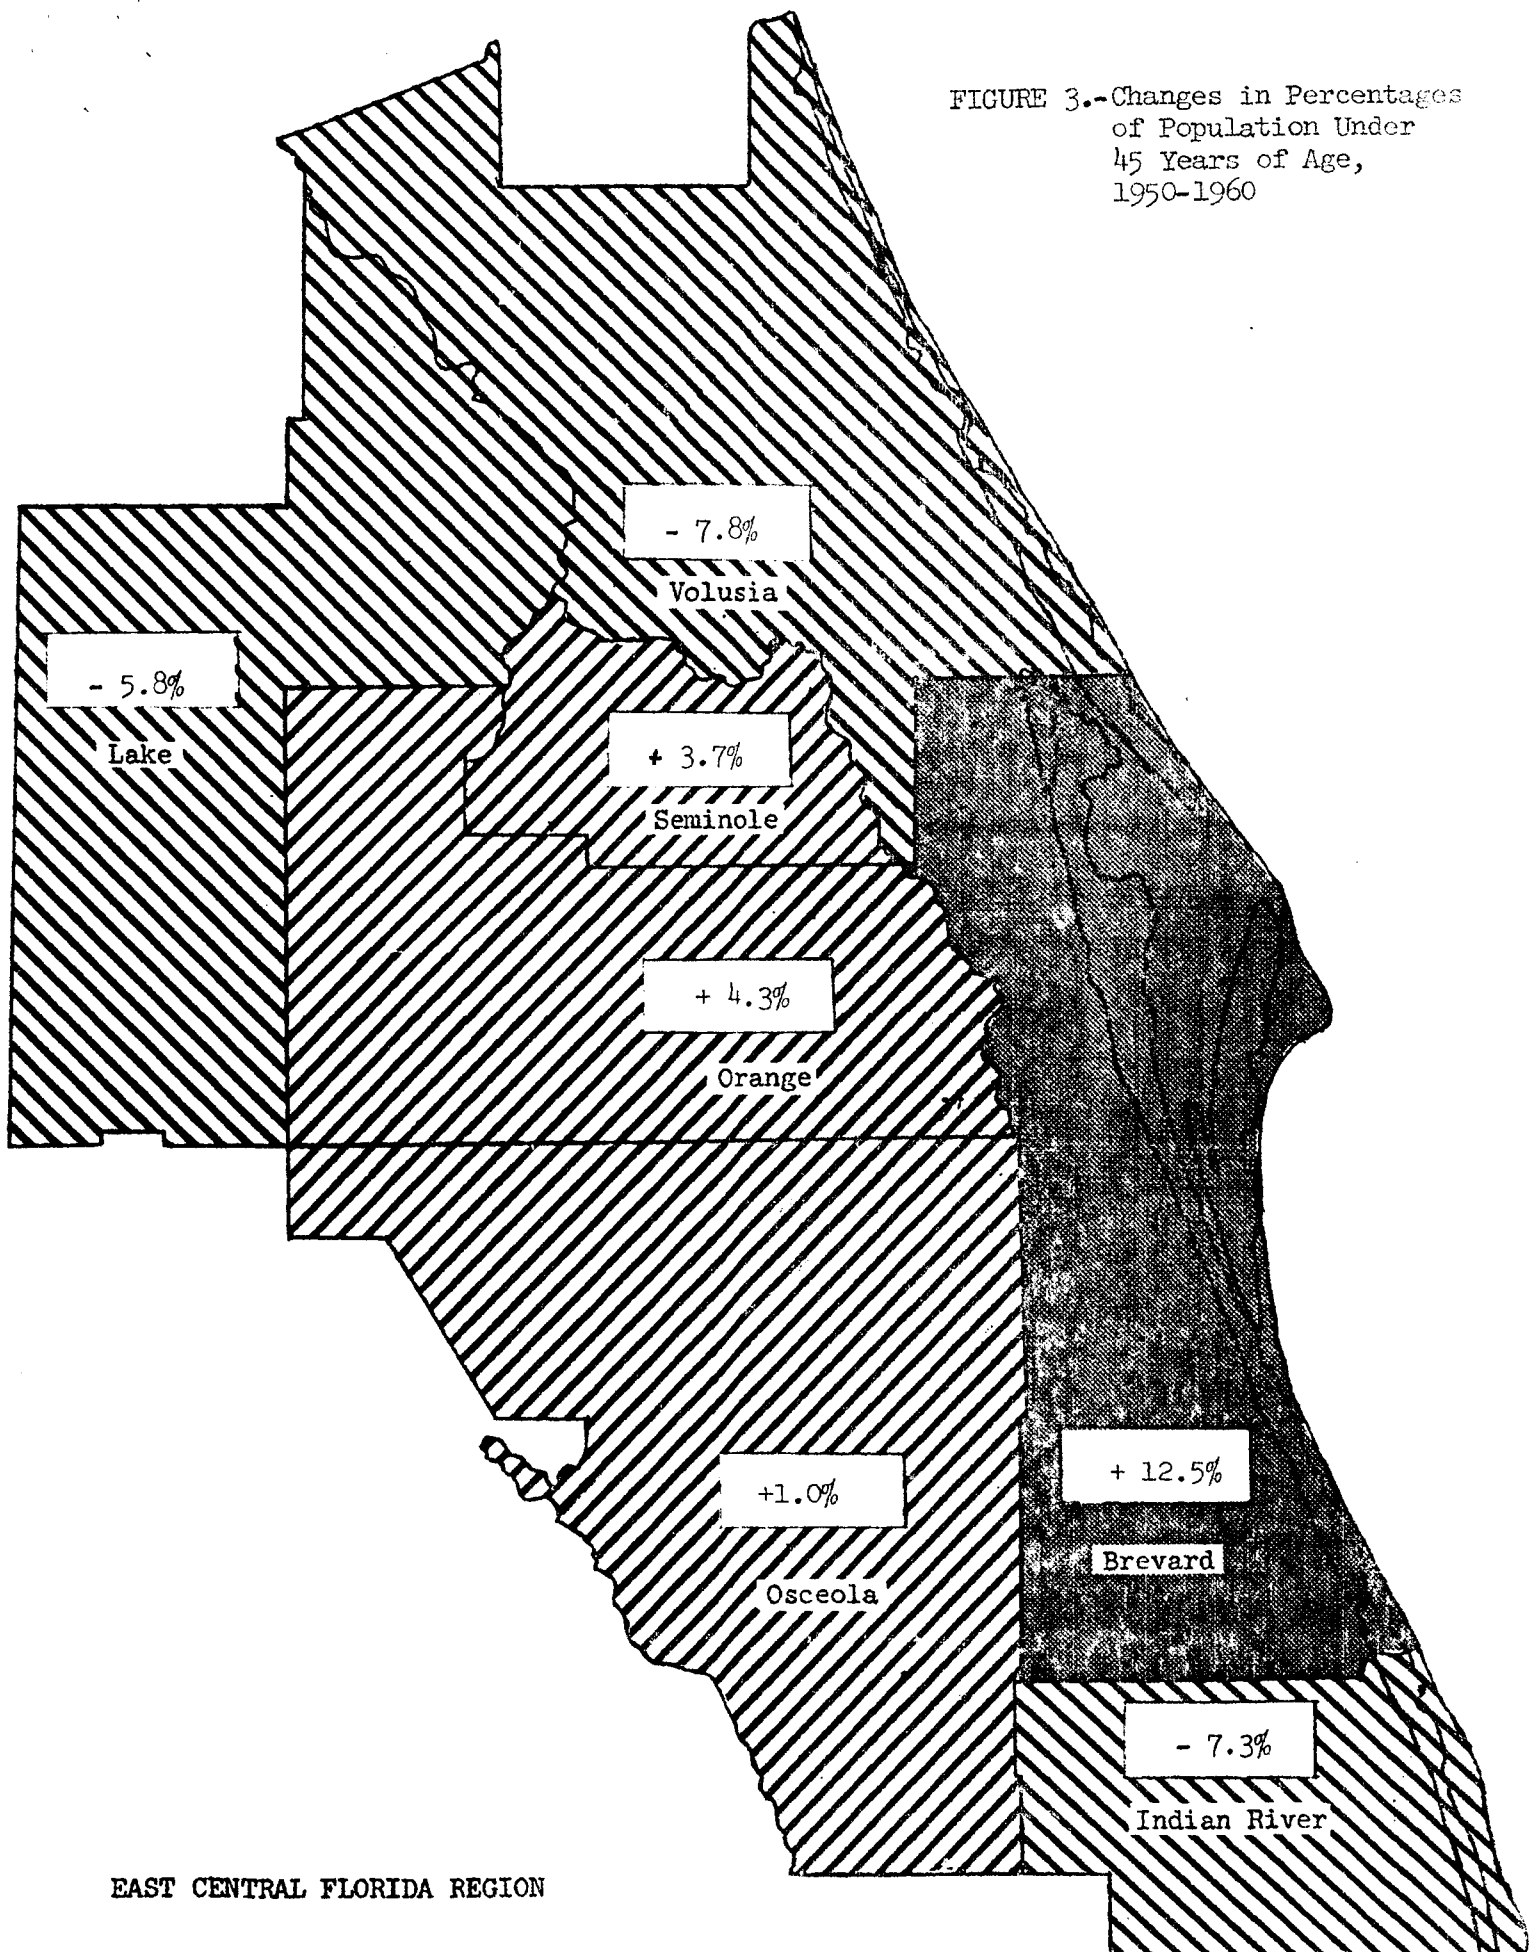 FIGURE 3.-Changes in Percentages
of Population Under
45 Years of Age,
1950-1960
- 7.8%
Volusia
- 5.8%
Lake
+ 3.7%
Seminole
+ 4.3%
Orange
+ 12.5%
Brevard
+1.0%
Osceola
- 7.3%
Indian River
EAST CENTRAL FLORIDA REGION